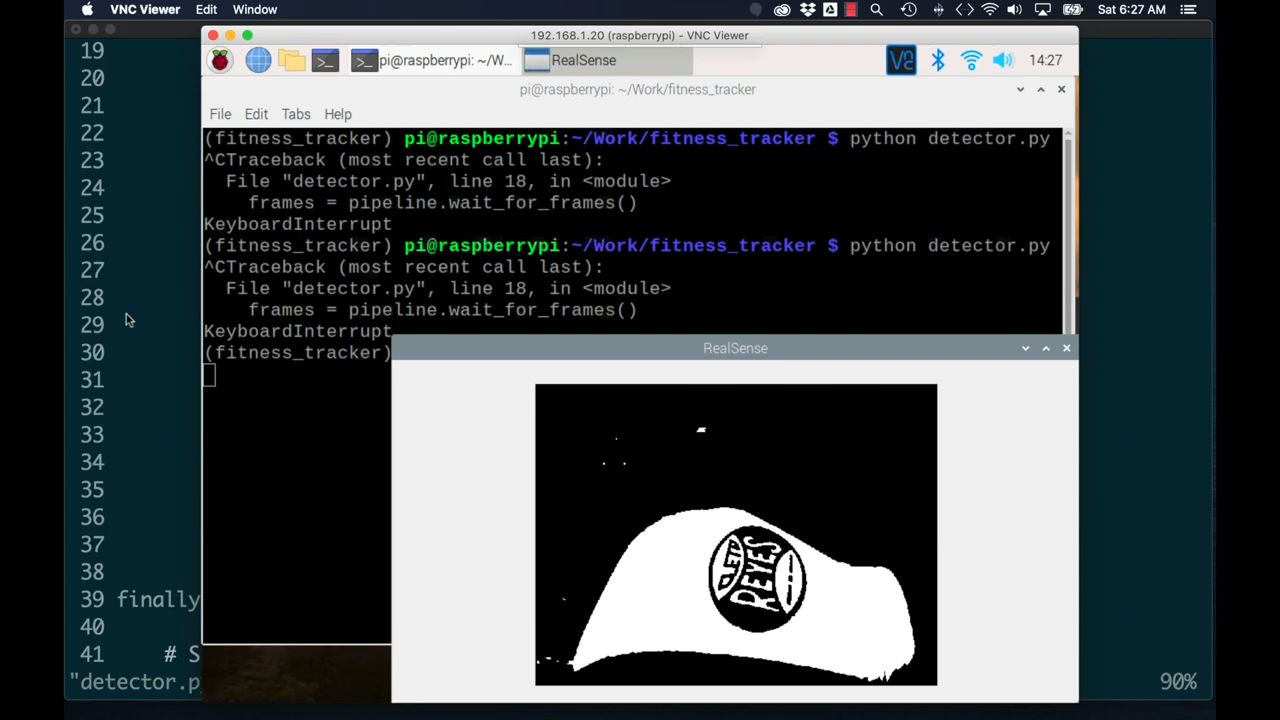 VNC Viewer Edit Window Sat 6:27 AM
192.168.1.20 (raspberrypi) - VNC Viewer
pi@raspberrypi: ~/W... RealSense 14:27
pi@raspberrypi: ~/Work/fitness_tracker
File Edit Tabs Help
(fitness_tracker) pi@raspberrypi:~/Work/fitness_tracker $ python detector.py
^CTraceback (most recent call last):
File "detector.py", line 18, in <module>
frames = pipeline.wait_for_frames()
KeyboardInterrupt
(fitness_tracker) pi@raspberrypi:~/Work/fitness_tracker $ python detector.py
^CTraceback (most recent call last):
File "detector.py", line 18, in <module>
frames = pipeline.wait_for_frames()
KeyboardInterrupt
(fitness_tracker)
RealSense
REYES
19
20
21
22
23
24
25
26
27
28
29
30
31
32
33
34
35
36
37
38
39 finally
40
41 # S
"detector.p
90%